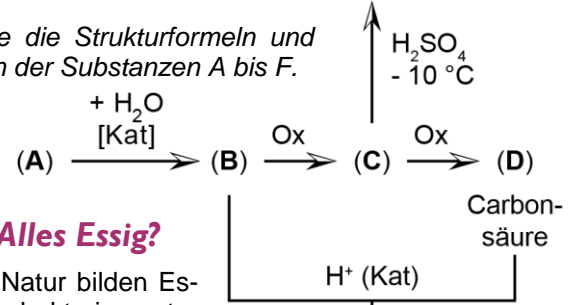 e die Strukturformeln und
n der Substanzen A bis F.
H₂SO₄
- 10 °C
+ H₂O
[Kat]
Ox
Ox
(A)
(B)
(C)
(D)
Carbon-
säure
Alles Essig?
Natur bilden Es-
H⁺ (Kat)